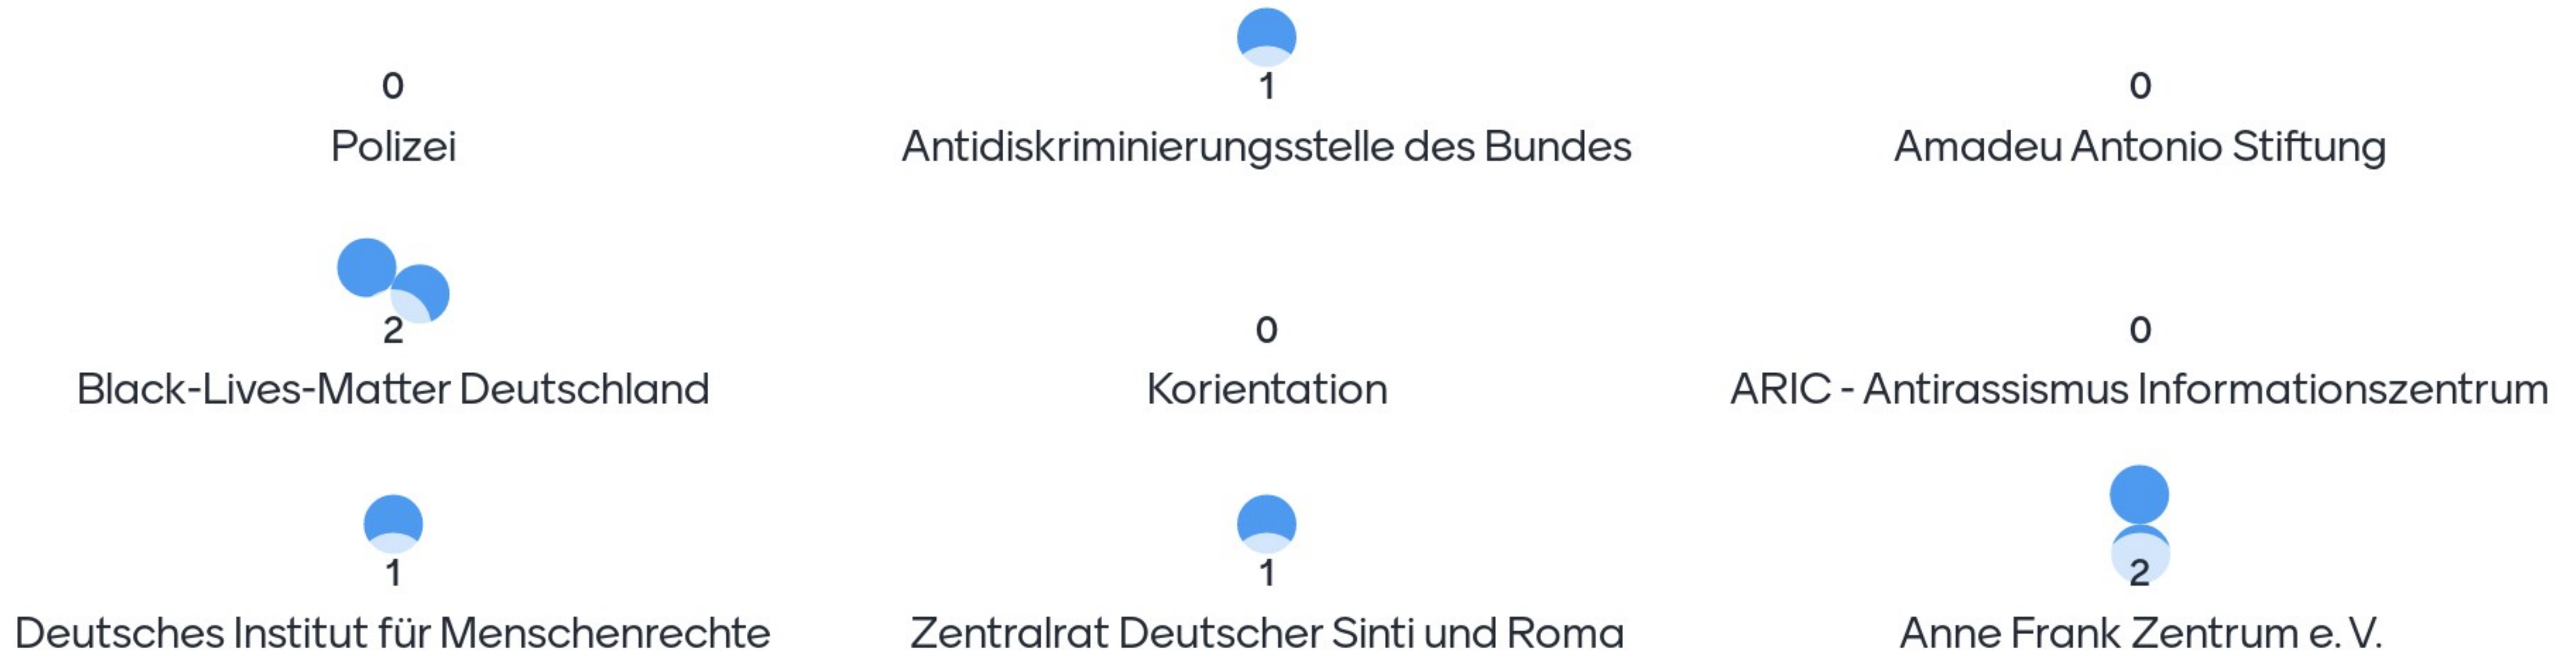 0
Polizei
1
Antidiskriminierungsstelle des Bundes
0
Amadeu Antonio Stiftung
2
Black-Lives-Matter Deutschland
0
Korientation
0
ARIC - Antirassismus Informationszentrum
1
Deutsches Institut für Menschenrechte
1
Zentralrat Deutscher Sinti und Roma
2
Anne Frank Zentrum e. V.